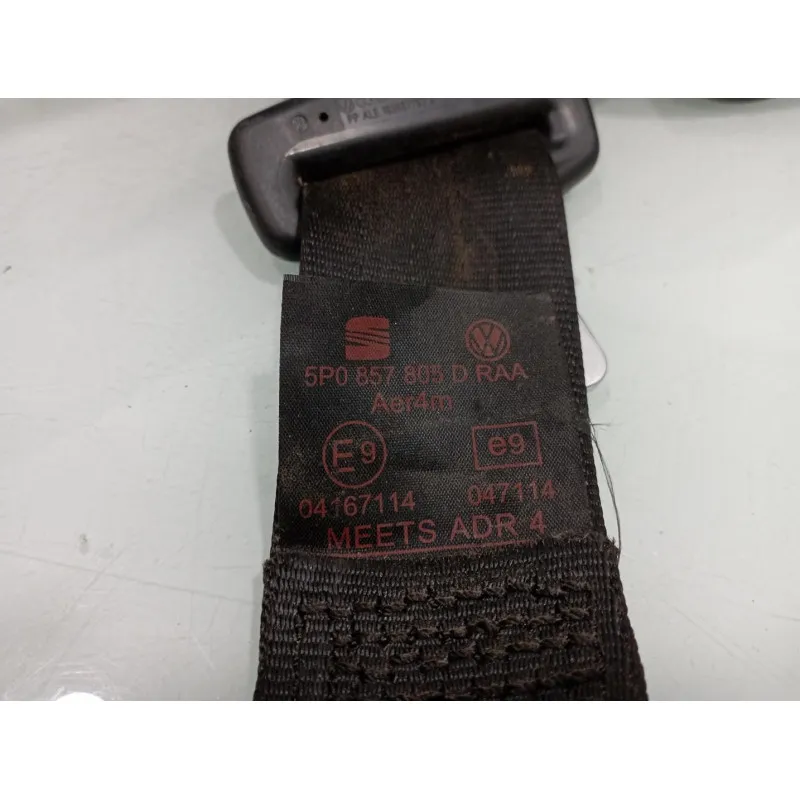 5P0 857 805 D RAA
Aer4m
E9 e9
04167114 047114
MEETS ADR 4